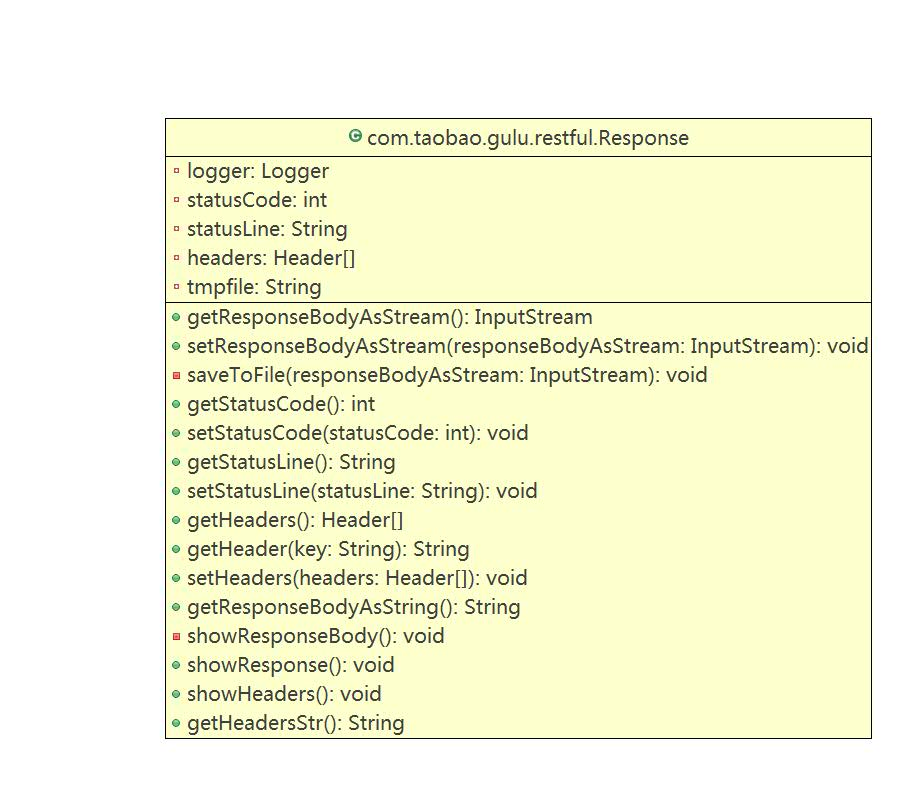 com.taobao.gulu.restful.Response
logger: Logger
statusCode: int
statusLine: String
headers: Header[]
tmpfile: String
getResponseBodyAsStream(): InputStream
setResponseBodyAsStream(responseBodyAsStream: InputStream): void
saveToFile(responseBodyAsStream: InputStream): void
getStatusCode(): int
setStatusCode(statusCode: int): void
getStatusLine(): String
setStatusLine(statusLine: String): void
getHeaders(): Header[]
getHeader(key: String): String
setHeaders(headers: Header[]): void
getResponseBodyAsString(): String
showResponseBody(): void
showResponse(): void
showHeaders(): void
getHeadersStr(): String